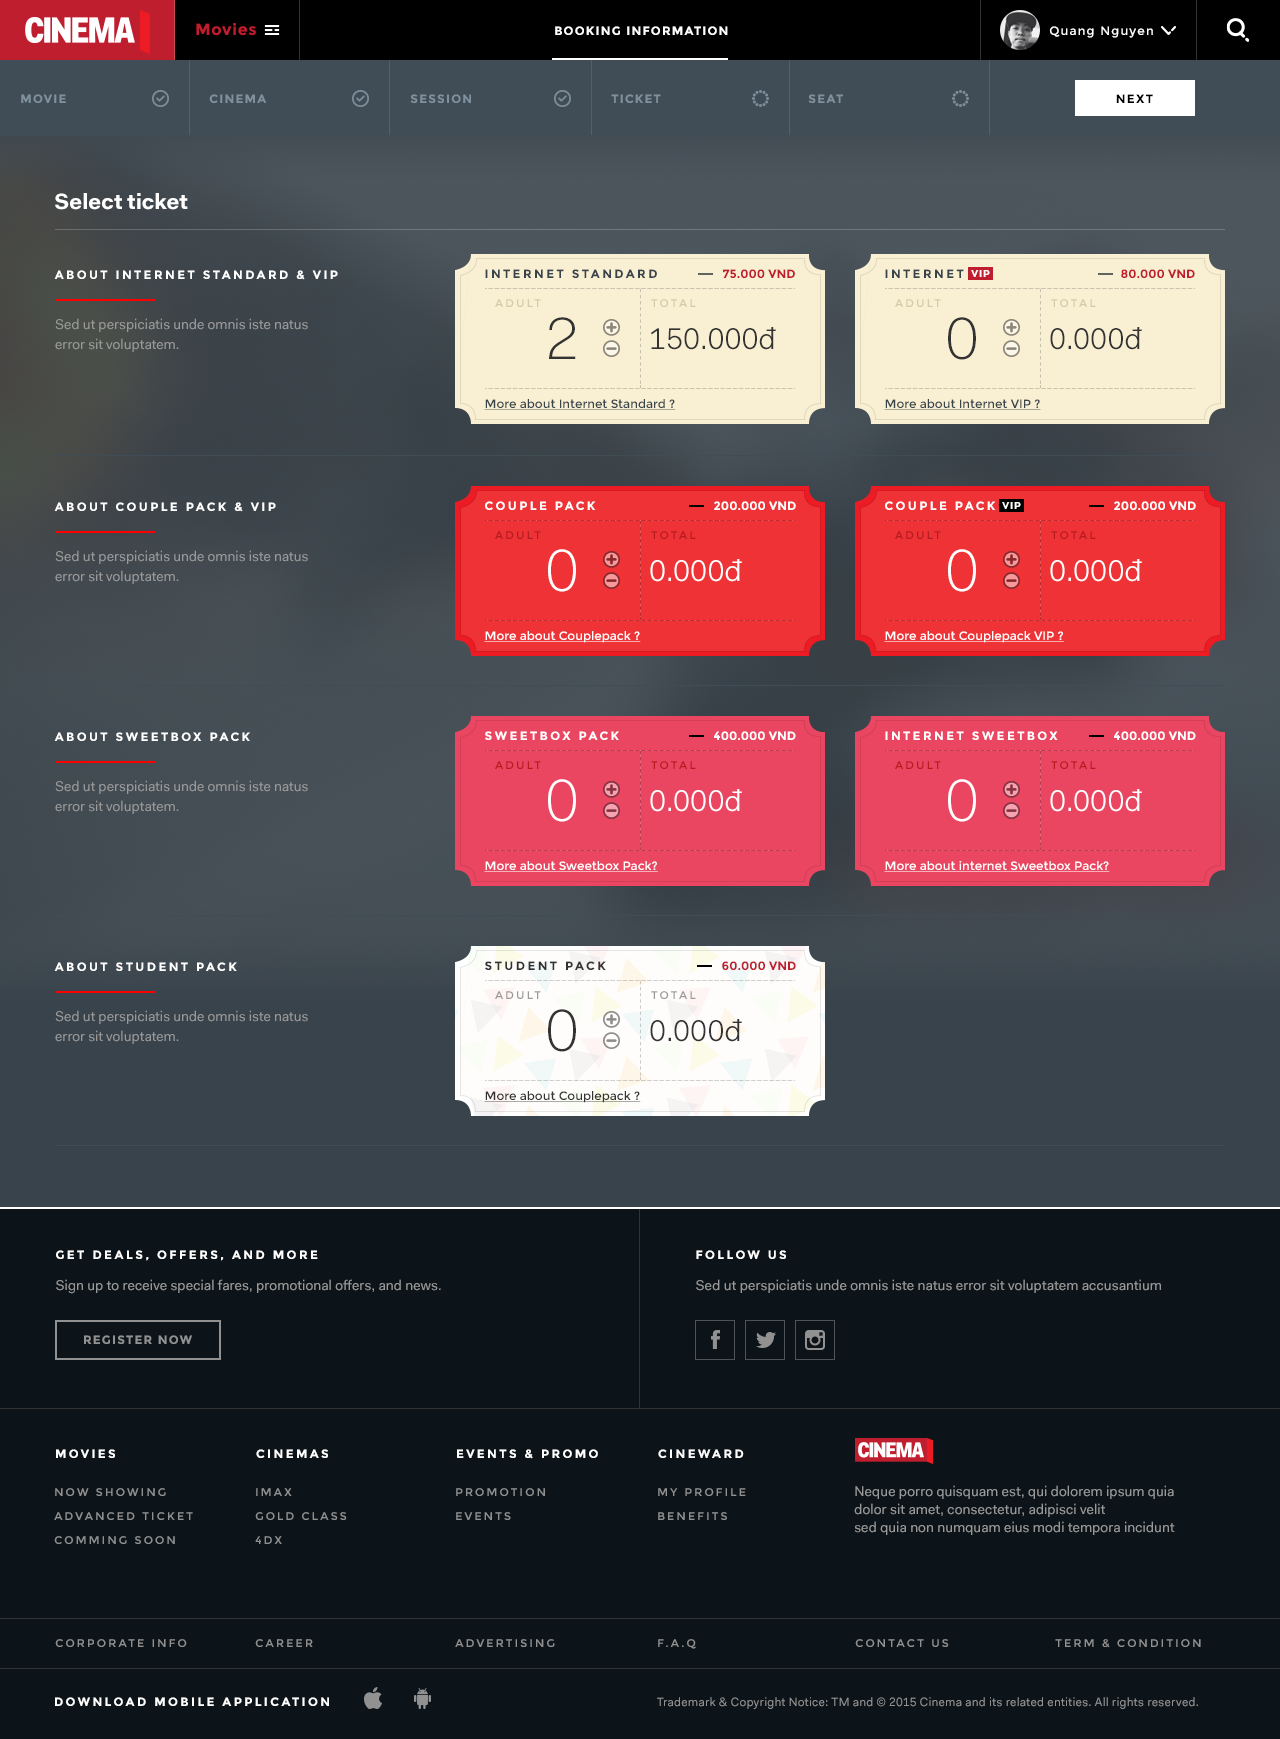 CINEMA
Movies
BOOKING INFORMATION
Quang Nguyen
MOVIE
CINEMA
SESSION
TICKET
SEAT
NEXT
Select ticket
ABOUT INTERNET STANDARD & VIP
Sed ut perspiciatis unde omnis iste natus
error sit voluptatem.
INTERNET STANDARD
75.000 VND
ADULT
TOTAL
2
150.000đ
More about Internet Standard ?
INTERNET VIP
80.000 VND
ADULT
TOTAL
0
0.000đ
More about Internet VIP ?
ABOUT COUPLE PACK & VIP
Sed ut perspiciatis unde omnis iste natus
error sit voluptatem.
COUPLE PACK
200.000 VND
ADULT
TOTAL
0
0.000đ
More about Couplepack ?
COUPLE PACK VIP
200.000 VND
ADULT
TOTAL
0
0.000đ
More about Couplepack VIP ?
ABOUT SWEETBOX PACK
Sed ut perspiciatis unde omnis iste natus
error sit voluptatem.
SWEETBOX PACK
400.000 VND
ADULT
TOTAL
0
0.000đ
More about Sweetbox Pack?
INTERNET SWEETBOX
400.000 VND
ADULT
TOTAL
0
0.000đ
More about internet Sweetbox Pack?
ABOUT STUDENT PACK
Sed ut perspiciatis unde omnis iste natus
error sit voluptatem.
STUDENT PACK
60.000 VND
ADULT
TOTAL
0
0.000đ
More about Couplepack ?
GET DEALS, OFFERS, AND MORE
Sign up to receive special fares, promotional offers, and news.
REGISTER NOW
FOLLOW US
Sed ut perspiciatis unde omnis iste natus error sit voluptatem accusantium
MOVIES
NOW SHOWING
ADVANCED TICKET
COMMING SOON
CINEMAS
IMAX
GOLD CLASS
4DX
EVENTS & PROMO
PROMOTION
EVENTS
CINEWARD
MY PROFILE
BENEFITS
CINEMA
Neque porro quisquam est, qui dolorem ipsum quia
dolor sit amet, consectetur, adipisci velit
sed quia non numquam eius modi tempora incidunt
CORPORATE INFO
CAREER
ADVERTISING
F.A.Q
CONTACT US
TERM & CONDITION
DOWNLOAD MOBILE APPLICATION
Trademark & Copyright Notice: TM and © 2015 Cinema and its related entities. All rights reserved.